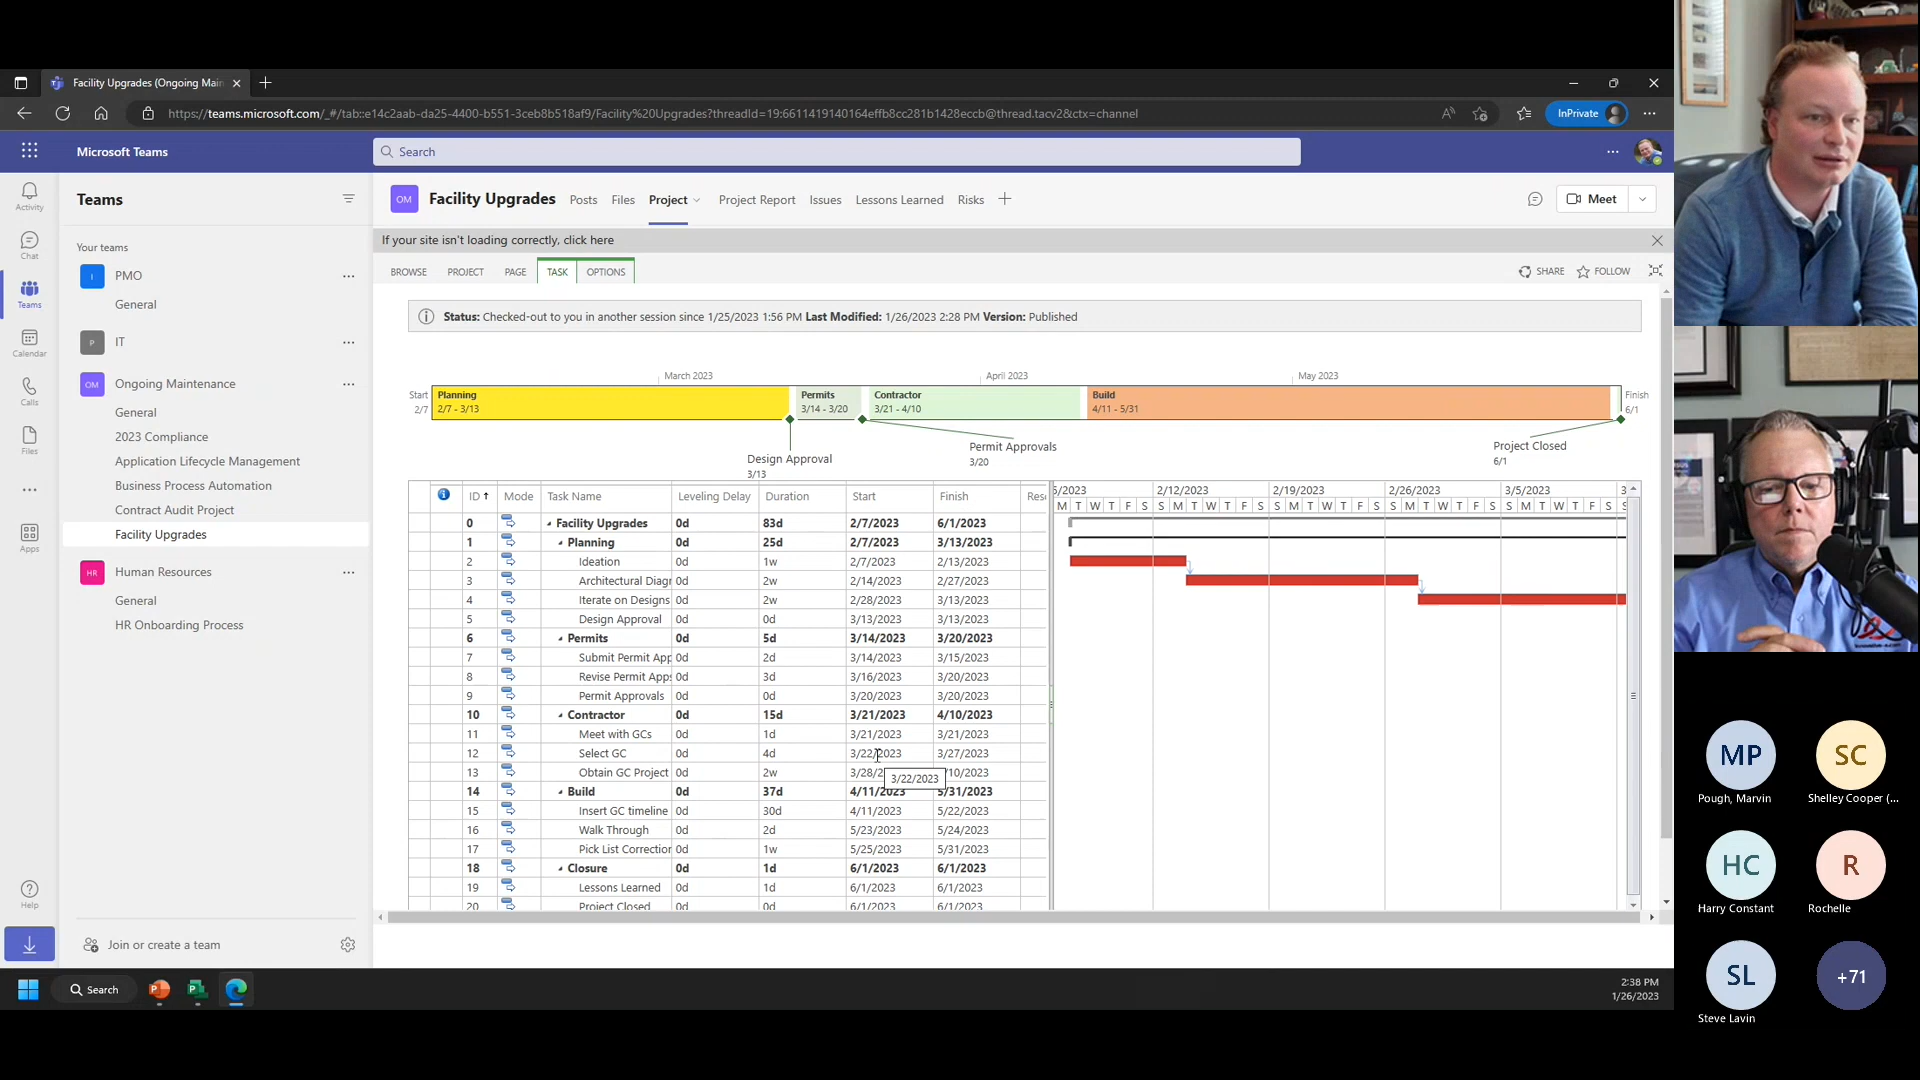 Facility Upgrades (Ongoing Main
https://teams.microsoft.com/_#/tab::e14c2aab-da25-4400-b551-3ceb8b518af9/Facility%20Upgrades?threadId=19:6611419140164effb8cc281b1428eccb@thread.tacv2&ctx=channel
InPrivate
Microsoft Teams
Search
Activity
Chat
Teams
Calendar
Calls
Files
Apps
Help
Teams
Your teams
PMO
General
P IT
OM Ongoing Maintenance
General
2023 Compliance
Application Lifecycle Management
Business Process Automation
Contract Audit Project
Facility Upgrades
HR Human Resources
General
HR Onboarding Process
Join or create a team
OM Facility Upgrades Posts Files Project Project Report Issues Lessons Learned Risks
Meet
If your site isn't loading correctly, click here
BROWSE PROJECT PAGE TASK OPTIONS SHARE FOLLOW
Status: Checked-out to you in another session since 1/25/2023 1:56 PM Last Modified: 1/26/2023 2:28 PM Version: Published
March 2023 April 2023 May 2023
Start
2/7
Planning
2/7 - 3/13
Permits
3/14 - 3/20
Contractor
3/21 - 4/10
Build
4/11 - 5/31
Finish
6/1
Design Approval
3/13
Permit Approvals
3/20
Project Closed
6/1
ID Mode Task Name Leveling Delay Duration Start Finish Res
0 Facility Upgrades 0d 83d 2/7/2023 6/1/2023
1 Planning 0d 25d 2/7/2023 3/13/2023
2 Ideation 0d 1w 2/7/2023 2/13/2023
3 Architectural Diagr 0d 2w 2/14/2023 2/27/2023
4 Iterate on Designs 0d 2w 2/28/2023 3/13/2023
5 Design Approval 0d 0d 3/13/2023 3/13/2023
6 Permits 0d 5d 3/14/2023 3/20/2023
7 Submit Permit App 0d 2d 3/14/2023 3/15/2023
8 Revise Permit Apps 0d 3d 3/16/2023 3/20/2023
9 Permit Approvals 0d 0d 3/20/2023 3/20/2023
10 Contractor 0d 15d 3/21/2023 4/10/2023
11 Meet with GCs 0d 1d 3/21/2023 3/21/2023
12 Select GC 0d 4d 3/22/2023 3/27/2023
13 Obtain GC Project 0d 2w 3/28/2 /10/2023
3/22/2023
14 Build 0d 37d 4/11/2023 5/31/2023
15 Insert GC timeline 0d 30d 4/11/2023 5/22/2023
16 Walk Through 0d 2d 5/23/2023 5/24/2023
17 Pick List Correction 0d 1w 5/25/2023 5/31/2023
18 Closure 0d 1d 6/1/2023 6/1/2023
19 Lessons Learned 0d 1d 6/1/2023 6/1/2023
20 Project Closed 0d 0d 6/1/2023 6/1/2023
5/2023 2/12/2023 2/19/2023 2/26/2023 3/5/2023 3
M T W T F S S M T W T F S S M T W T F S S M T W T F S S M T W T F S S
Search
2:38 PM
1/26/2023
MP
Pough, Marvin
SC
Shelley Cooper (...
HC
Harry Constant
R
Rochelle
SL
Steve Lavin
+71